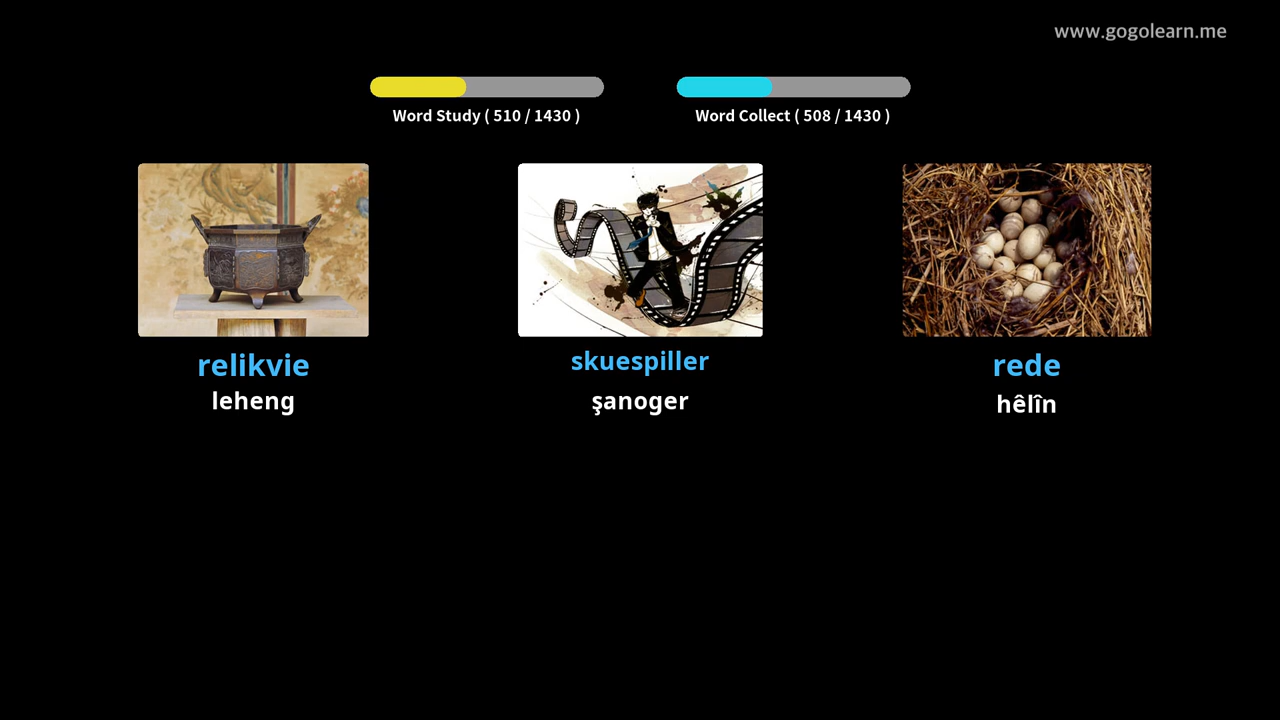 www.gogolearn.me
Word Study ( 510 / 1430 )
Word Collect ( 508 / 1430 )
relikvie
leheng
skuespiller
şanoger
rede
hêlîn